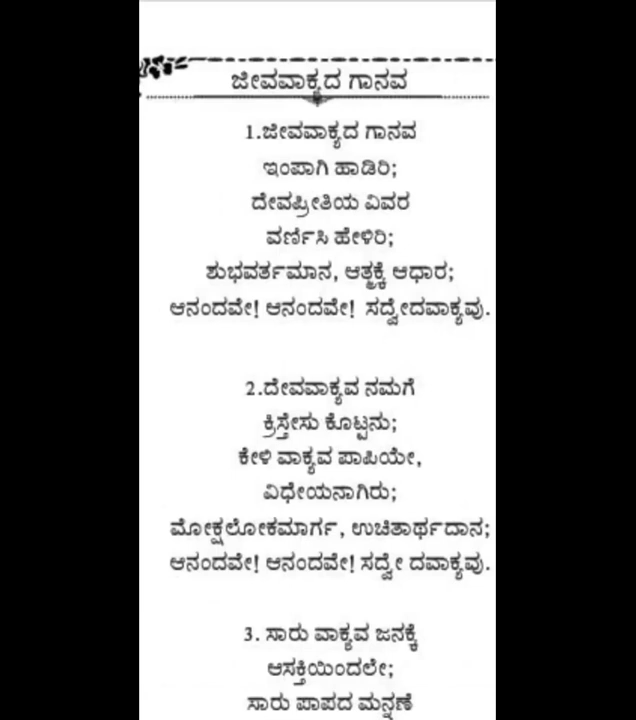 ಜೀವವಾಕ್ಯದ ಗಾನವ
1.ಜೀವವಾಕ್ಯದ ಗಾನವ
ಇಂಪಾಗಿ ಹಾಡಿರಿ;
ದೇವಪ್ರೀತಿಯ ವಿವರ
ವರ್ಣಿಸಿ ಹೇಳಿರಿ;
ಶುಭವರ್ತಮಾನ, ಆತ್ಮಕ್ಕೆ ಆಧಾರ;
ಆನಂದವೇ! ಆನಂದವೇ! ಸದ್ವೇದವಾಕ್ಯವು.
2.ದೇವವಾಕ್ಯವ ನಮಗೆ
ಕ್ರಿಸ್ತೇಸು ಕೊಟ್ಟನು;
ಕೇಳಿ ವಾಕ್ಯವ ಪಾಪಿಯೇ,
ವಿಧೇಯನಾಗಿರು;
ಮೋಕ್ಷಲೋಕಮಾರ್ಗ, ಉಚಿತಾರ್ಥದಾನ;
ಆನಂದವೇ! ಆನಂದವೇ! ಸದ್ವೇ ದವಾಕ್ಯವು.
3. ಸಾರು ವಾಕ್ಯವ ಜನಕ್ಕೆ
ಆಸಕ್ತಿಯಿಂದಲೇ;
ಸಾರು ಪಾಪದ ಮನ್ನಣೆ